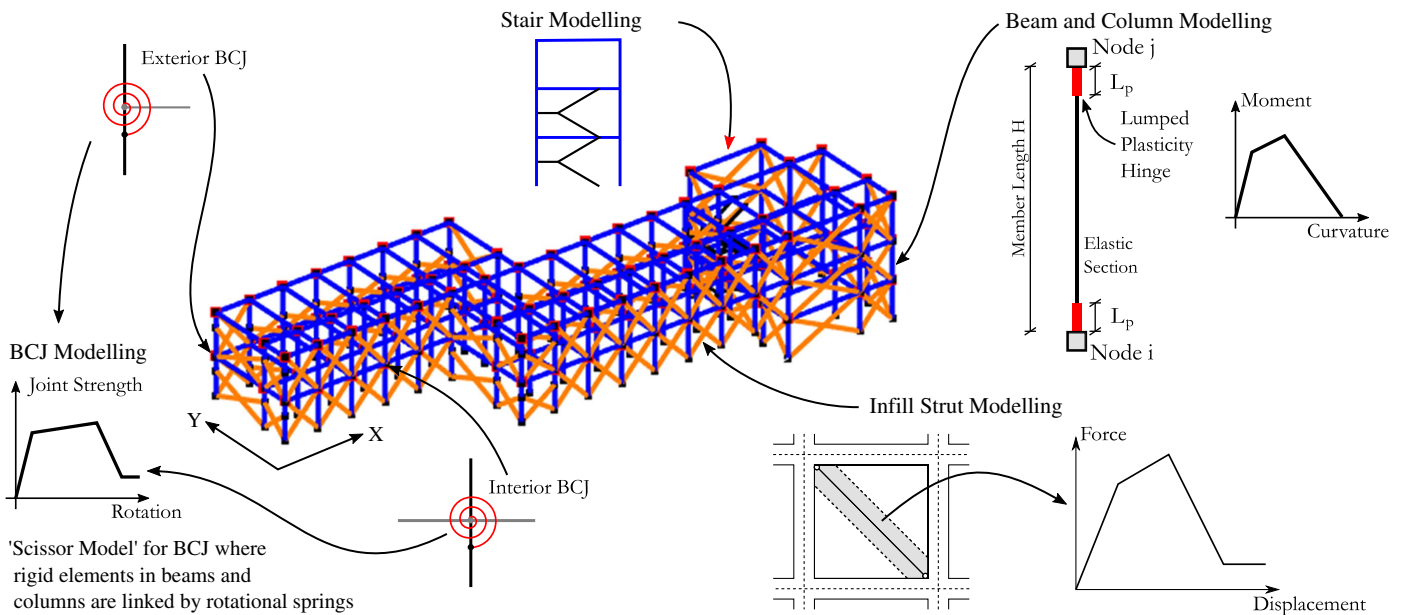 Stair Modelling
Beam and Column Modelling
Exterior BCJ
Node j
Lp
Member Length H
Lumped
Plasticity
Hinge
Moment
Curvature
Elastic
Section
Lp
Node i
BCJ Modelling
Joint Strength
Rotation
Y
X
Interior BCJ
Infill Strut Modelling
Force
Displacement
'Scissor Model' for BCJ where
rigid elements in beams and
columns are linked by rotational springs